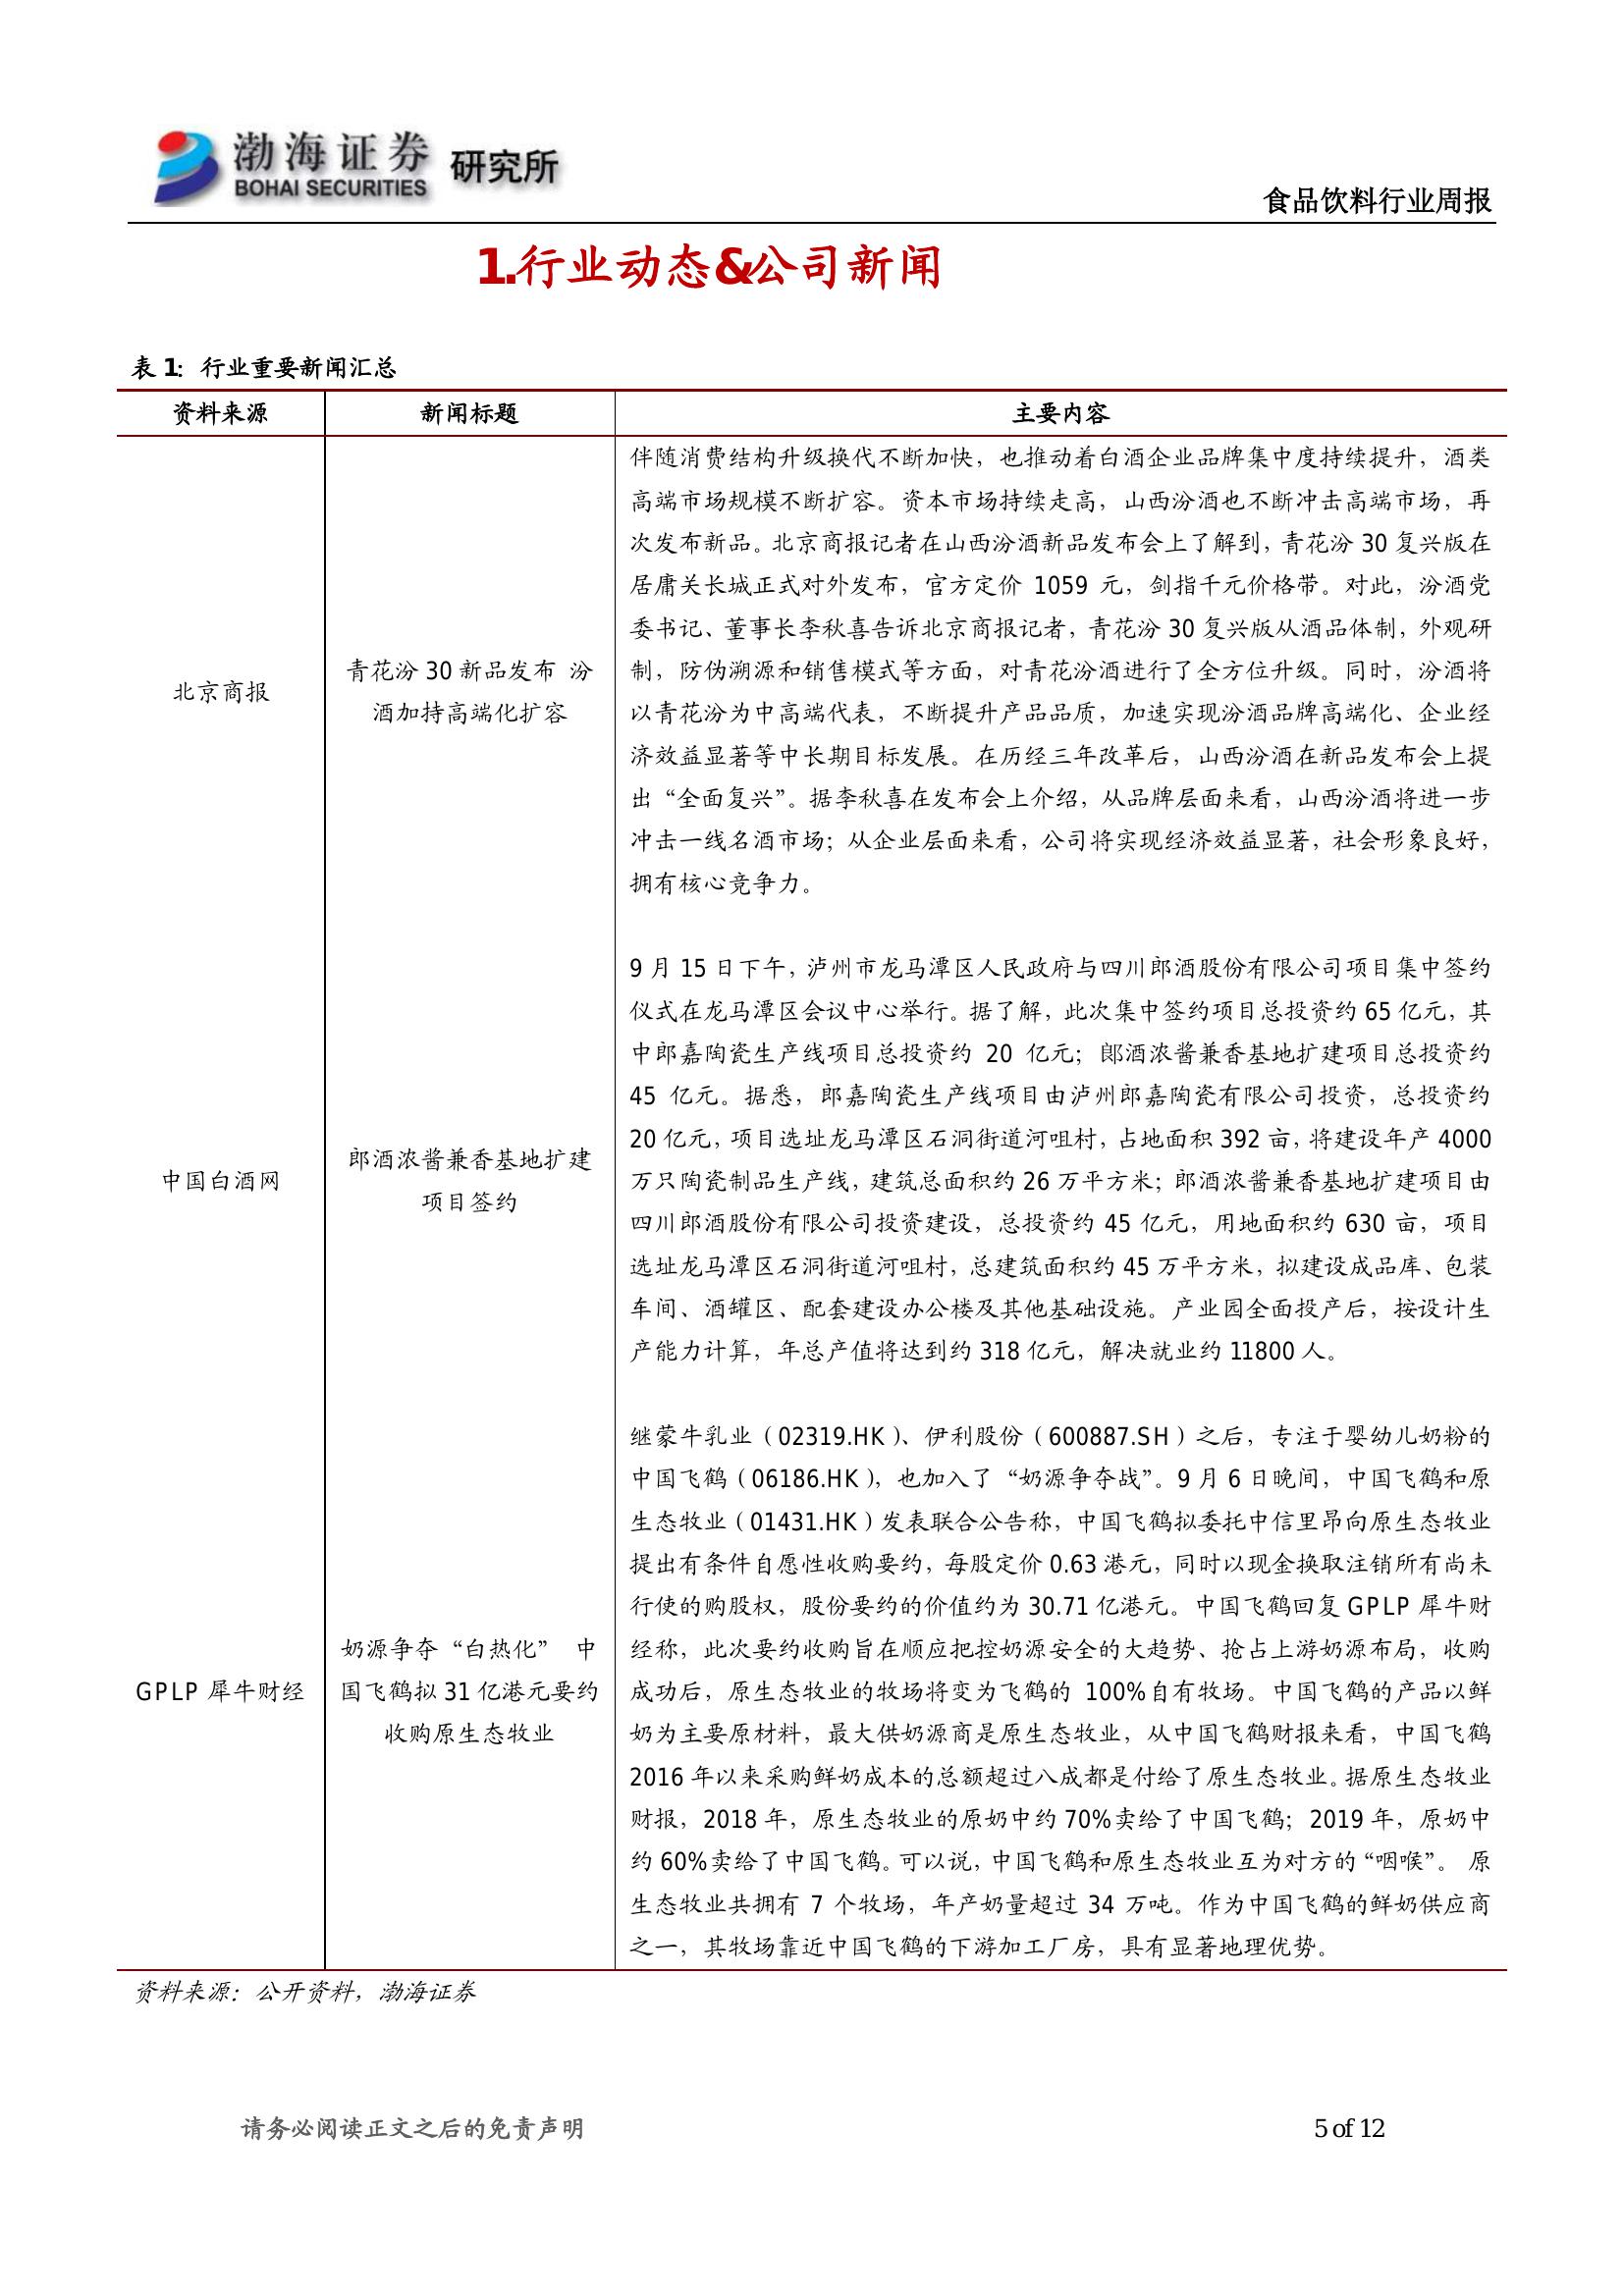 渤海证券 研究所
BOHAI SECURITIES
食品饮料行业周报
1.行业动态&公司新闻
表 1：行业重要新闻汇总
资料来源 新闻标题 主要内容
北京商报
青花汾 30 新品发布 汾
酒加持高端化扩容
伴随消费结构升级换代不断加快，也推动着白酒企业品牌集中度持续提升，酒类
高端市场规模不断扩容。资本市场持续走高，山西汾酒也不断冲击高端市场，再
次发布新品。北京商报记者在山西汾酒新品发布会上了解到，青花汾 30 复兴版在
居庸关长城正式对外发布，官方定价 1059 元，剑指千元价格带。对此，汾酒党
委书记、董事长李秋喜告诉北京商报记者，青花汾 30 复兴版从酒品体制，外观研
制，防伪溯源和销售模式等方面，对青花汾酒进行了全方位升级。同时，汾酒将
以青花汾为中高端代表，不断提升产品品质，加速实现汾酒品牌高端化、企业经
济效益显著等中长期目标发展。在历经三年改革后，山西汾酒在新品发布会上提
出“全面复兴”。据李秋喜在发布会上介绍，从品牌层面来看，山西汾酒将进一步
冲击一线名酒市场；从企业层面来看，公司将实现经济效益显著，社会形象良好，
拥有核心竞争力。
中国白酒网
郎酒浓酱兼香基地扩建
项目签约
9 月 15 日下午，泸州市龙马潭区人民政府与四川郎酒股份有限公司项目集中签约
仪式在龙马潭区会议中心举行。据了解，此次集中签约项目总投资约 65 亿元，其
中郎嘉陶瓷生产线项目总投资约 20 亿元；郎酒浓酱兼香基地扩建项目总投资约
45 亿元。据悉，郎嘉陶瓷生产线项目由泸州郎嘉陶瓷有限公司投资，总投资约
20 亿元，项目选址龙马潭区石洞街道河咀村，占地面积 392 亩，将建设年产 4000
万只陶瓷制品生产线，建筑总面积约 26 万平方米；郎酒浓酱兼香基地扩建项目由
四川郎酒股份有限公司投资建设，总投资约 45 亿元，用地面积约 630 亩，项目
选址龙马潭区石洞街道河咀村，总建筑面积约 45 万平方米，拟建设成品库、包装
车间、酒罐区、配套建设办公楼及其他基础设施。产业园全面投产后，按设计生
产能力计算，年总产值将达到约 318 亿元，解决就业约 11800 人。
GPLP 犀牛财经
奶源争夺“白热化” 中
国飞鹤拟 31 亿港元要约
收购原生态牧业
继蒙牛乳业（02319.HK）、伊利股份（600887.SH）之后，专注于婴幼儿奶粉的
中国飞鹤（06186.HK），也加入了“奶源争夺战”。9 月 6 日晚间，中国飞鹤和原
生态牧业（01431.HK）发表联合公告称，中国飞鹤拟委托中信里昂向原生态牧业
提出有条件自愿性收购要约，每股定价 0.63 港元，同时以现金换取注销所有尚未
行使的购股权，股份要约的价值约为 30.71 亿港元。中国飞鹤回复 GPLP 犀牛财
经称，此次要约收购旨在顺应把控奶源安全的大趋势、抢占上游奶源布局，收购
成功后，原生态牧业的牧场将变为飞鹤的 100%自有牧场。中国飞鹤的产品以鲜
奶为主要原材料，最大供奶源商是原生态牧业，从中国飞鹤财报来看，中国飞鹤
2016 年以来采购鲜奶成本的总额超过八成都是付给了原生态牧业。据原生态牧业
财报，2018 年，原生态牧业的原奶中约 70%卖给了中国飞鹤；2019 年，原奶中
约 60%卖给了中国飞鹤。可以说，中国飞鹤和原生态牧业互为对方的“咽喉”。 原
生态牧业共拥有 7 个牧场，年产奶量超过 34 万吨。作为中国飞鹤的鲜奶供应商
之一，其牧场靠近中国飞鹤的下游加工厂房，具有显著地理优势。
资料来源：公开资料，渤海证券
请务必阅读正文之后的免责声明
5 of 12